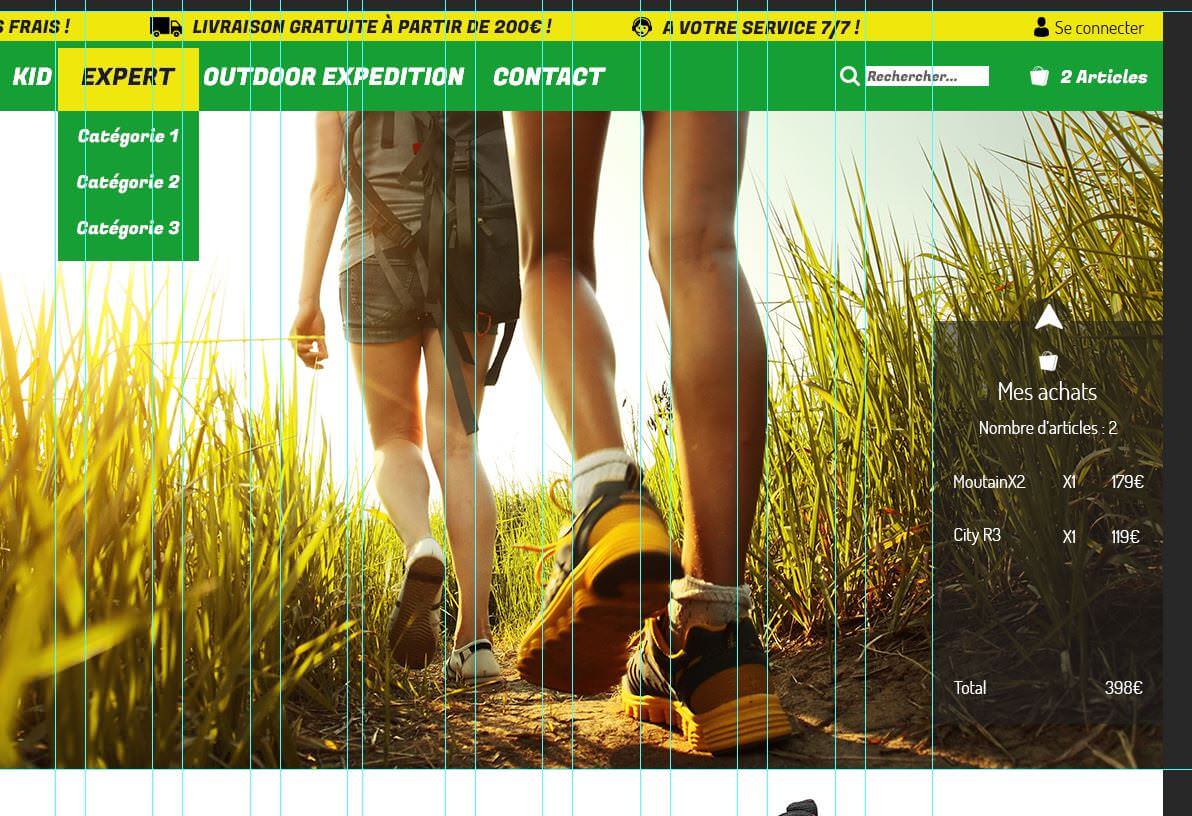 S FRAIS !
LIVRAISON GRATUITE À PARTIR DE 200€ !
A VOTRE SERVICE 7/7 !
Se connecter
KID
EXPERT
OUTDOOR EXPEDITION
CONTACT
Rechercher...
2 Articles
Catégorie 1
Catégorie 2
Catégorie 3
Mes achats
Nombre d'articles : 2
MoutainX2 X1 179€
City R3 X1 119€
Total 398€